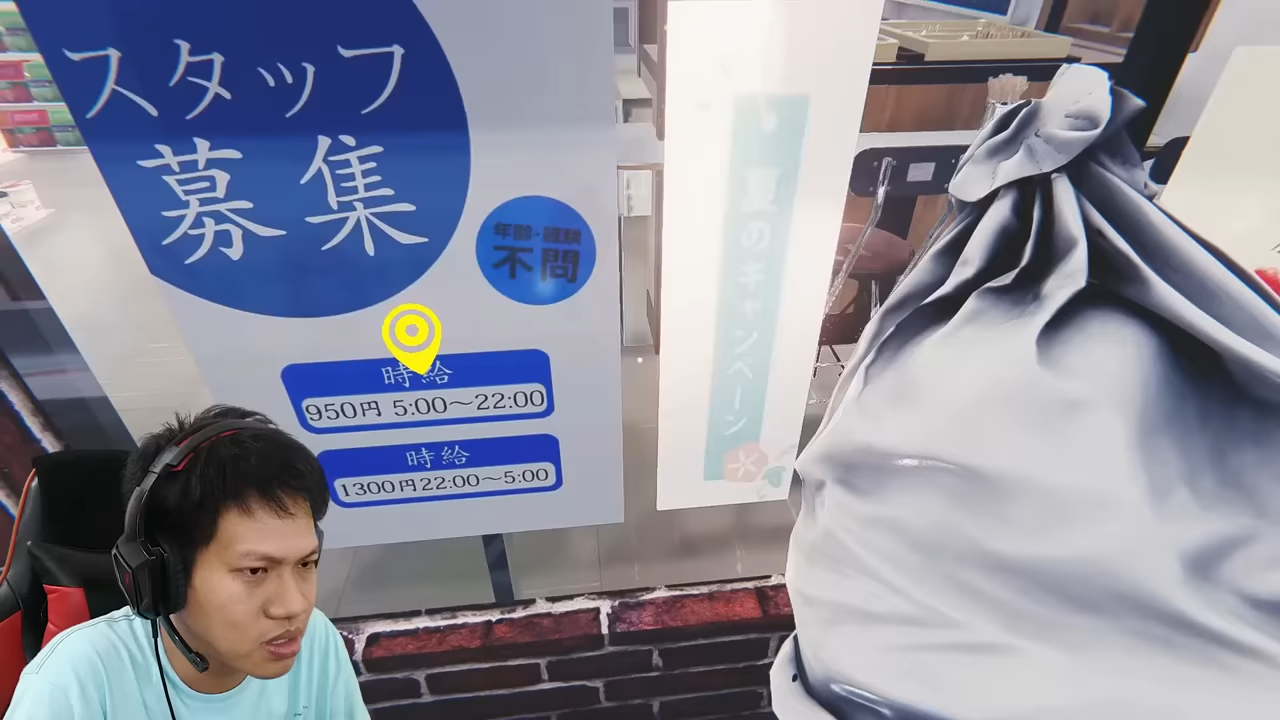 スタッフ
募集
年齢・経験
不問
時給
950円 5:00～22:00
時給
1300円22:00～5:00
夏のキャンペーン